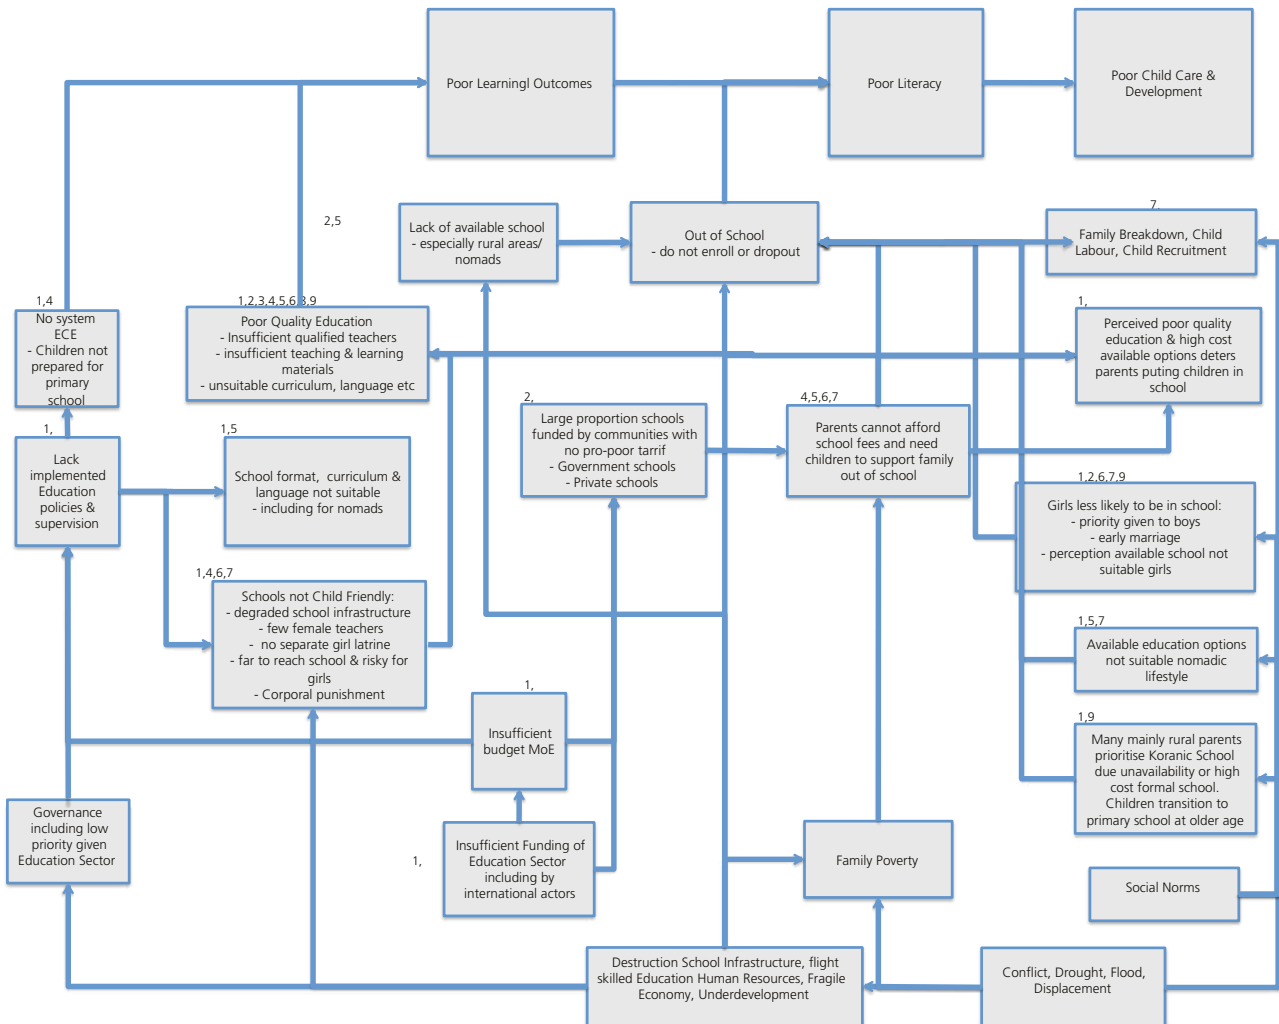 Poor Learningl Outcomes
Poor Literacy
Poor Child Care &
Development
2,5
Lack of available school
- especially rural areas/
nomads
Out of School
- do not enroll or dropout
7,
Family Breakdown, Child
Labour, Child Recruitment
1,4
No system
ECE
- Children not
prepared for
primary
school
1,2,3,4,5,6,8,9
Poor Quality Education
- Insufficient qualified teachers
- insufficient teaching & learning
materials
- unsuitable curriculum, language etc
1,
Perceived poor quality
education & high cost
available options deters
parents puting children in
school
2,
Large proportion schools
funded by communities with
no pro-poor tarrif
- Government schools
- Private schools
4,5,6,7
Parents cannot afford
school fees and need
children to support family
out of school
1,
Lack
implemented
Education
policies &
supervision
1,5
School format, curriculum &
language not suitable
- including for nomads
1,2,6,7,9
Girls less likely to be in school:
- priority given to boys
- early marriage
- perception available school not
suitable girls
1,4,6,7
Schools not Child Friendly:
- degraded school infrastructure
- few female teachers
- no separate girl latrine
- far to reach school & risky for
girls
- Corporal punishment
1,5,7
Available education options
not suitable nomadic
lifestyle
1,
Insufficient
budget MoE
1,9
Many mainly rural parents
prioritise Koranic School
due unavailability or high
cost formal school.
Children transition to
primary school at older age
Governance
including low
priority given
Education Sector
1,
Insufficient Funding of
Education Sector
including by
international actors
Family Poverty
Social Norms
Destruction School Infrastructure, flight
skilled Education Human Resources, Fragile
Economy, Underdevelopment
Conflict, Drought, Flood,
Displacement